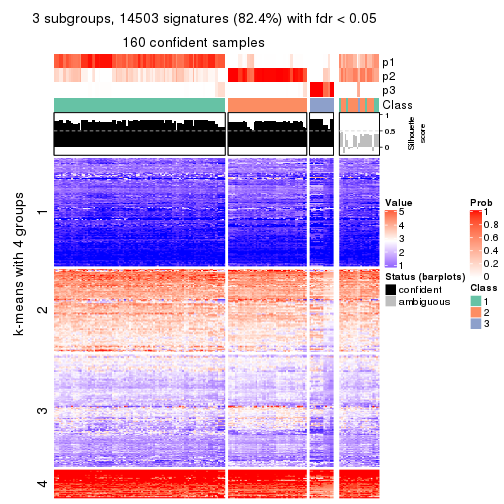 3 subgroups, 14503 signatures (82.4%) with fdr < 0.05
160 confident samples
p1
p2
p3
Class
1
0.5
0
Silhouette
score
k-means with 4 groups
1
2
3
4
Value
5
4
3
2
1
Status (barplots)
confident
ambiguous
Prob
1
0.8
0.6
0.4
0.2
0
Class
1
2
3